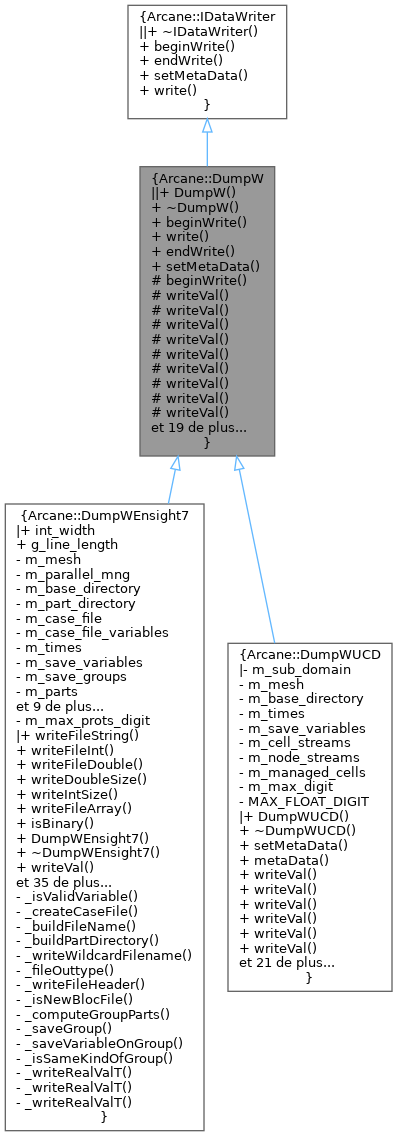 {Arcane::IDataWriter
||+ ~IDataWriter()
+ beginWrite()
+ endWrite()
+ setMetaData()
+ write()
}
{Arcane::DumpW
||+ DumpW()
+ ~DumpW()
+ beginWrite()
+ write()
+ endWrite()
+ setMetaData()
# beginWrite()
# writeVal()
# writeVal()
# writeVal()
# writeVal()
# writeVal()
# writeVal()
# writeVal()
# writeVal()
# writeVal()
et 19 de plus...
}
{Arcane::DumpWEnsight7
|+ int_width
+ g_line_length
- m_mesh
- m_parallel_mng
- m_base_directory
- m_part_directory
- m_case_file
- m_case_file_variables
- m_times
- m_save_variables
- m_save_groups
- m_parts
et 9 de plus...
- m_max_prots_digit
|+ writeFileString()
+ writeFileInt()
+ writeFileDouble()
+ writeDoubleSize()
+ writeIntSize()
+ writeFileArray()
+ isBinary()
+ DumpWEnsight7()
+ ~DumpWEnsight7()
+ writeVal()
et 35 de plus...
- _isValidVariable()
- _createCaseFile()
- _buildFileName()
- _buildPartDirectory()
- _writeWildcardFilename()
- _fileOuttype()
- _writeFileHeader()
- _isNewBlocFile()
- _computeGroupParts()
- _saveGroup()
- _saveVariableOnGroup()
- _isSameKindOfGroup()
- _writeRealValT()
- _writeRealValT()
- _writeRealValT()
}
{Arcane::DumpWUCD
|- m_sub_domain
- m_mesh
- m_base_directory
- m_times
- m_save_variables
- m_cell_streams
- m_node_streams
- m_managed_cells
- m_max_digit
- MAX_FLOAT_DIGIT
|+ DumpWUCD()
+ ~DumpWUCD()
+ setMetaData()
+ metaData()
+ writeVal()
+ writeVal()
+ writeVal()
+ writeVal()
+ writeVal()
+ writeVal()
et 21 de plus...
}